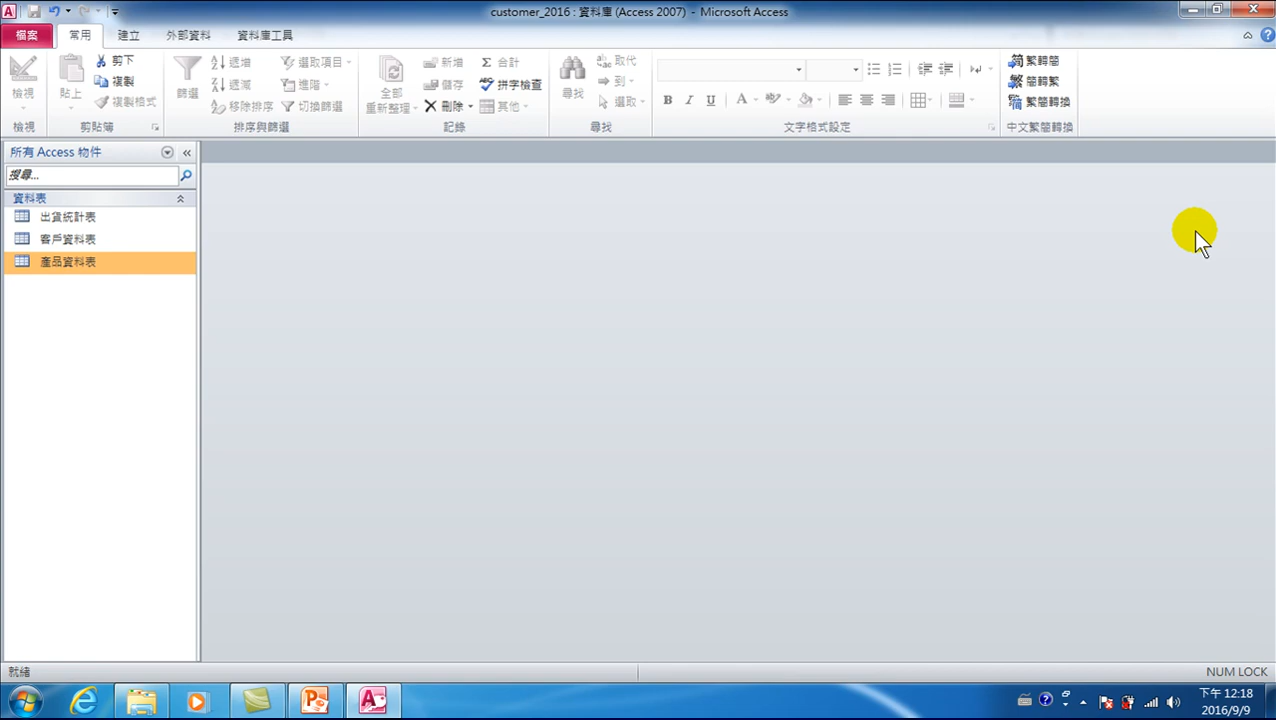 customer_2016 : 資料庫 (Access 2007) - Microsoft Access
檔案 常用 建立 外部資料 資料庫工具
檢視
檢視
貼上
剪下
複製
複製格式
剪貼簿
篩選
遞增
遞減
移除排序
選取項目
進階
切換篩選
排序與篩選
全部
重新整理
新增
儲存
刪除
合計
拼字檢查
其他
記錄
尋找
取代
到
選取
尋找
B I U A
文字格式設定
繁轉簡
簡轉繁
繁簡轉換
中文繁簡轉換
所有 Access 物件
搜尋...
資料表
出貨統計表
客戶資料表
產品資料表
就緒
NUM LOCK
下午 12:18
2016/9/9